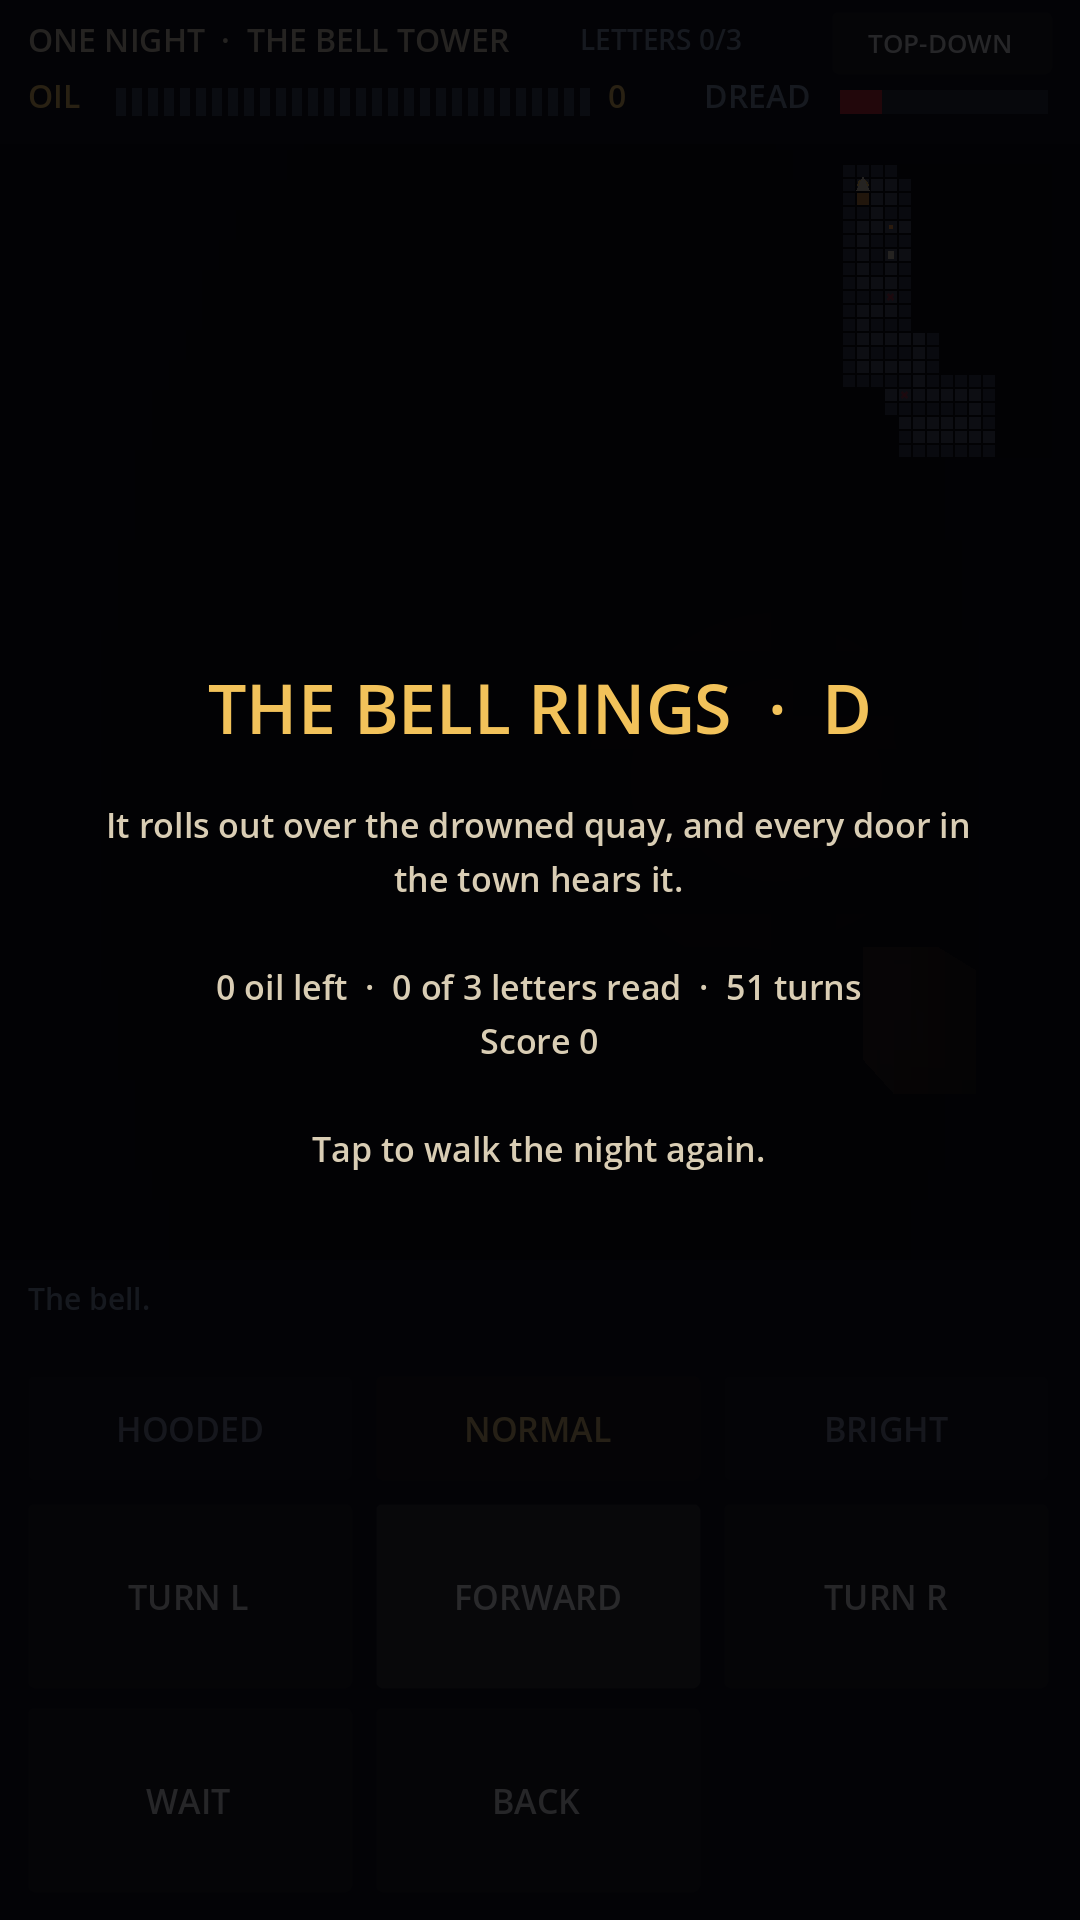 ONE NIGHT · THE BELL TOWER LETTERS 0/3 TOP-DOWN
OIL 0 DREAD
THE BELL RINGS · D
It rolls out over the drowned quay, and every door in
the town hears it.
0 oil left · 0 of 3 letters read · 51 turns
Score 0
Tap to walk the night again.
The bell.
HOODED NORMAL BRIGHT
TURN L FORWARD TURN R
WAIT BACK